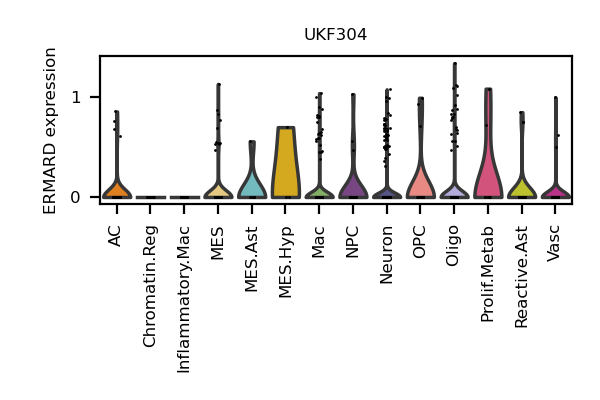 UKF304
ERMARD expression
1
0
AC
Chromatin.Reg
Inflammatory.Mac
MES
MES.Ast
MES.Hyp
Mac
NPC
Neuron
OPC
Oligo
Prolif.Metab
Reactive.Ast
Vasc